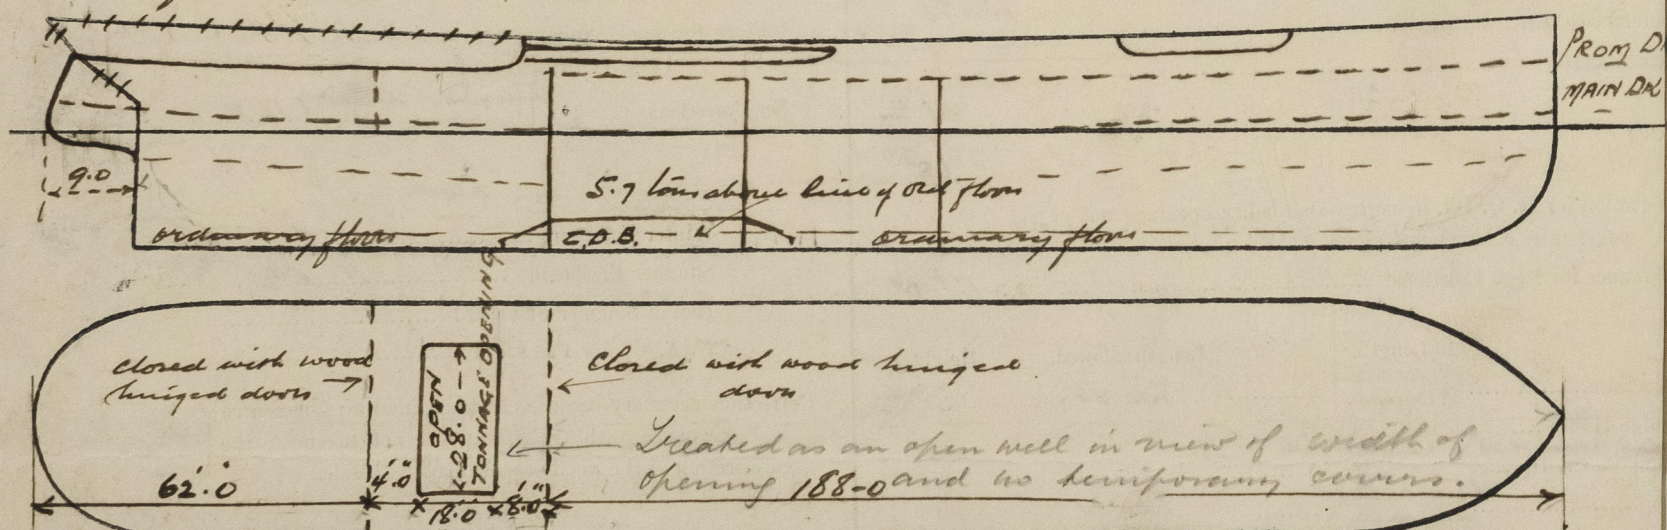 PROM D
MAIN DK
9.0
5.7 tons above line of ord floors
ordinary floors
C.D.B.
ordinary floors
closed with wood
hinged doors
OPEN
28.0
TONNAGE OPENING
Closed with wood hinged
doors
Treated as an open well in view of width of
opening and no temporary covers.
62'.0"
4'.0"
18'.0"
8'.0"
188-0